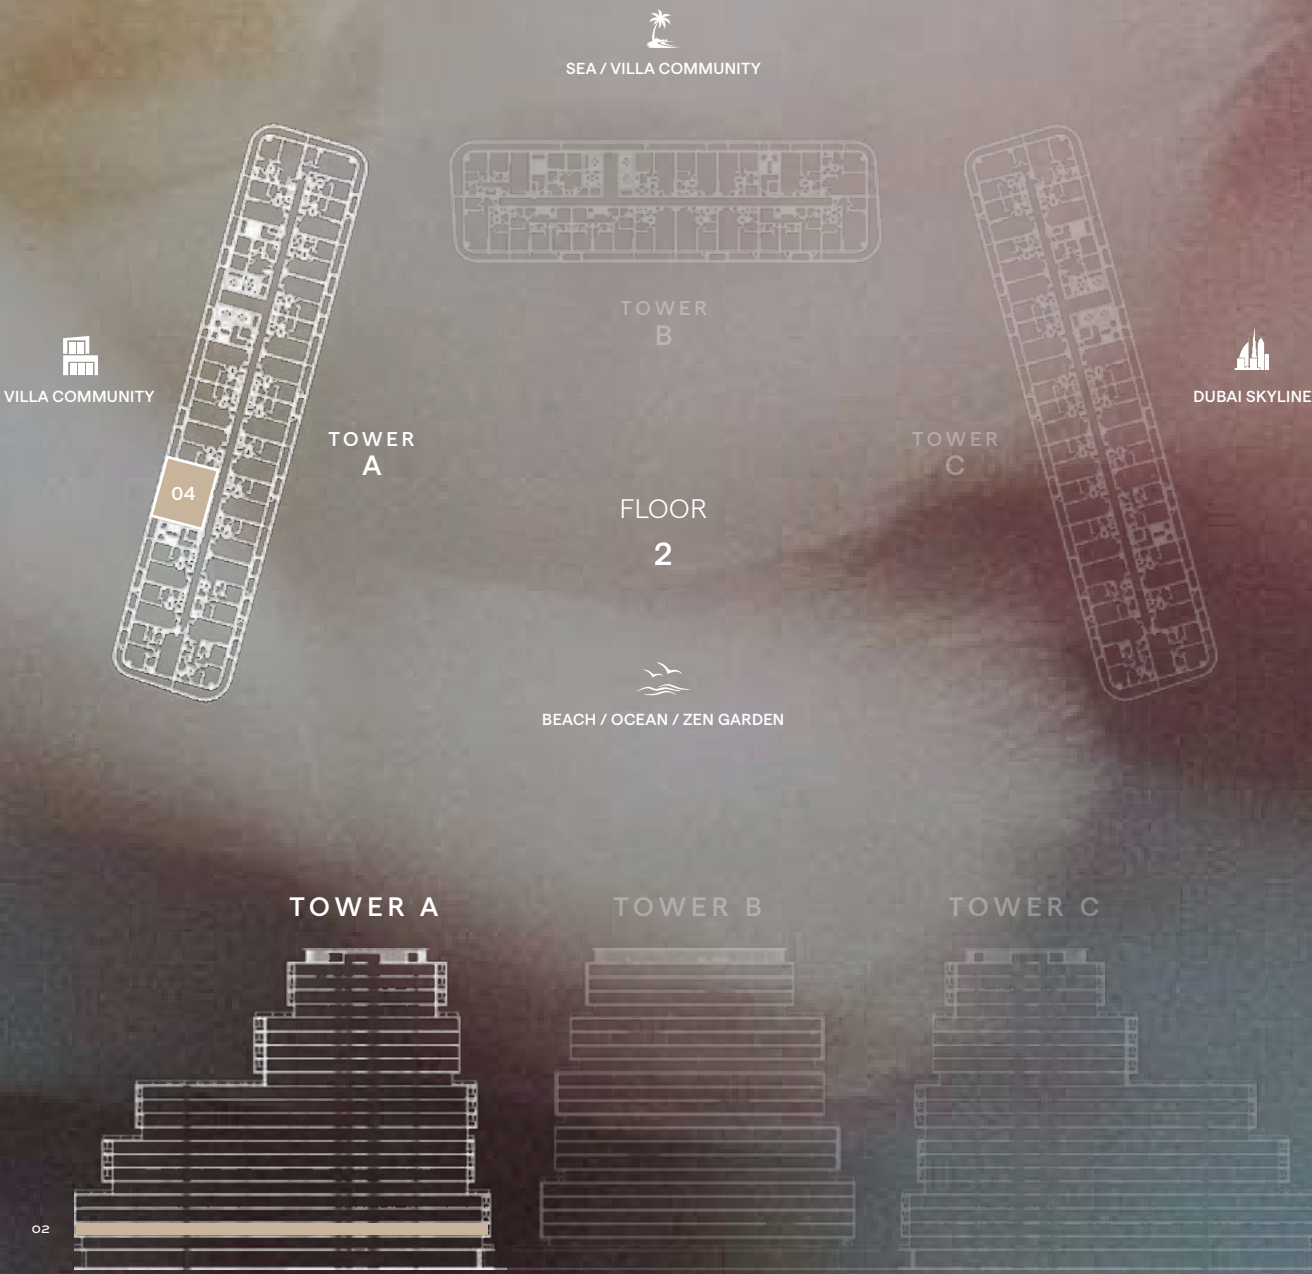 SEA / VILLA COMMUNITY
TOWER
B
VILLA COMMUNITY
DUBAI SKYLINE
TOWER
A
TOWER
C
04
FLOOR
2
BEACH / OCEAN / ZEN GARDEN
TOWER A
TOWER B
TOWER C
02